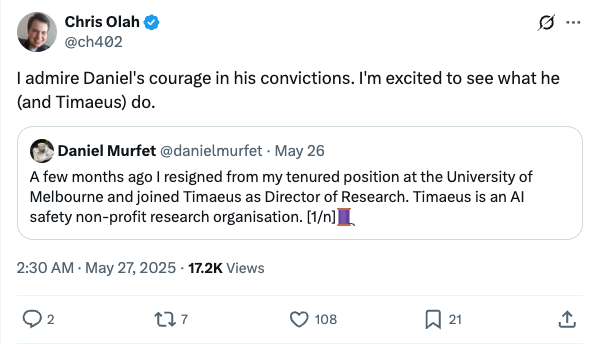 Chris Olah
@ch402
I admire Daniel's courage in his convictions. I'm excited to see what he
(and Timaeus) do.
Daniel Murfet @danielmurfet · May 26
A few months ago I resigned from my tenured position at the University of
Melbourne and joined Timaeus as Director of Research. Timaeus is an AI
safety non-profit research organisation. [1/n]🧵
2:30 AM · May 27, 2025 · 17.2K Views
2 7 108 21